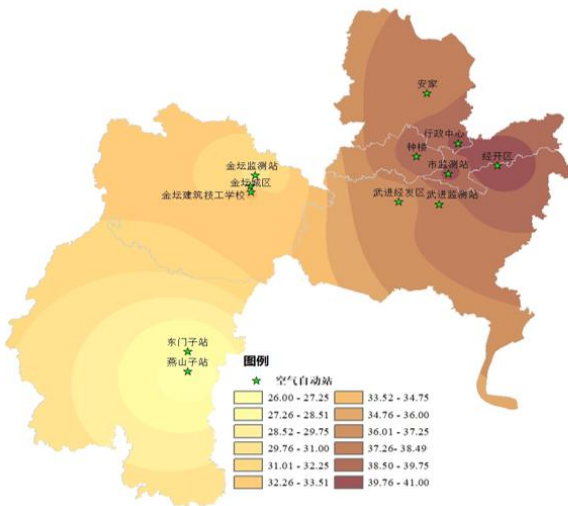 安家
行政中心
钟楼
市监测站
经开区
金坛监测站
金坛城区
金坛建筑技工学校
武进经发区
武进监测站
东门子站
燕山子站
图例
空气自动站
26.00 - 27.25
27.26 - 28.51
28.52 - 29.75
29.76 - 31.00
31.01 - 32.25
32.26 - 33.51
33.52 - 34.75
34.76 - 36.00
36.01 - 37.25
37.26- 38.49
38.50 - 39.75
39.76 - 41.00